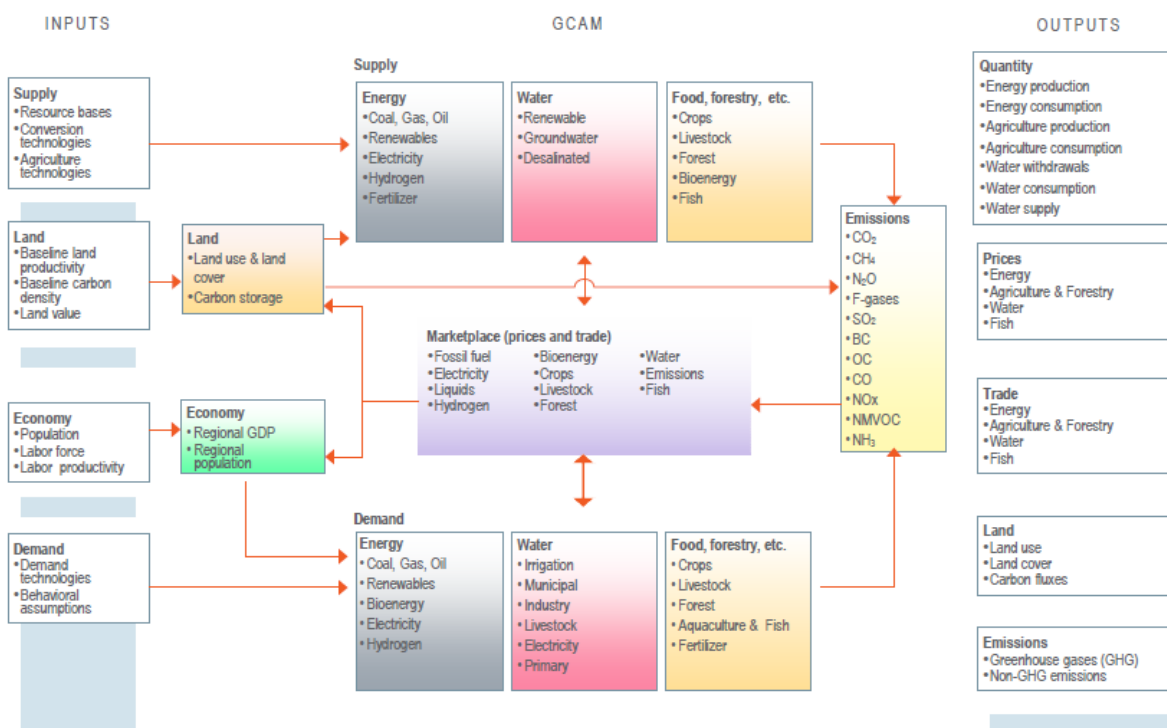 INPUTS
GCAM
OUTPUTS
Supply
•Resource bases
•Conversion
technologies
•Agriculture
technologies
Land
•Baseline land
productivity
•Baseline carbon
density
•Land value
Economy
•Population
•Labor force
•Labor productivity
Demand
•Demand
technologies
•Behavioral
assumptions
Land
•Land use & land
cover
•Carbon storage
Economy
•Regional GDP
•Regional
population
Supply
Energy
•Coal, Gas, Oil
•Renewables
•Electricity
•Hydrogen
•Fertilizer
Water
•Renewable
•Groundwater
•Desalinated
Food, forestry, etc.
•Crops
•Livestock
•Forest
•Bioenergy
•Fish
Marketplace (prices and trade)
•Fossil fuel
•Electricity
•Liquids
•Hydrogen
•Bioenergy
•Crops
•Livestock
•Forest
•Water
•Emissions
•Fish
Demand
Energy
•Coal, Gas, Oil
•Renewables
•Bioenergy
•Electricity
•Hydrogen
Water
•Irrigation
•Municipal
•Industry
•Livestock
•Electricity
•Primary
Food, forestry, etc.
•Crops
•Livestock
•Forest
•Aquaculture & Fish
•Fertilizer
Emissions
•CO₂
•CH₄
•N₂O
•F-gases
•SO₂
•BC
•OC
•CO
•NOx
•NMVOC
•NH₃
Quantity
•Energy production
•Energy consumption
•Agriculture production
•Agriculture consumption
•Water withdrawals
•Water consumption
•Water supply
Prices
•Energy
•Agriculture & Forestry
•Water
•Fish
Trade
•Energy
•Agriculture & Forestry
•Water
•Fish
Land
•Land use
•Land cover
•Carbon fluxes
Emissions
•Greenhouse gases (GHG)
•Non-GHG emissions